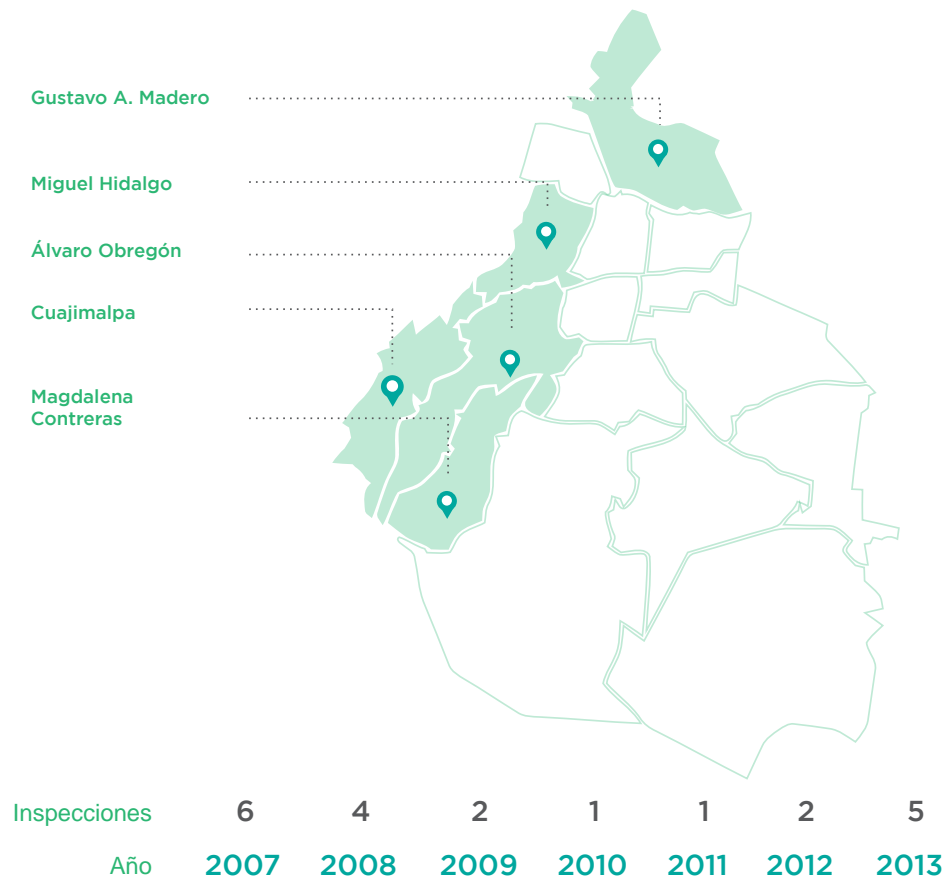 Gustavo A. Madero
Miguel Hidalgo
Álvaro Obregón
Cuajimalpa
Magdalena
Contreras
Inspecciones 6 4 2 1 1 2 5
Año 2007 2008 2009 2010 2011 2012 2013